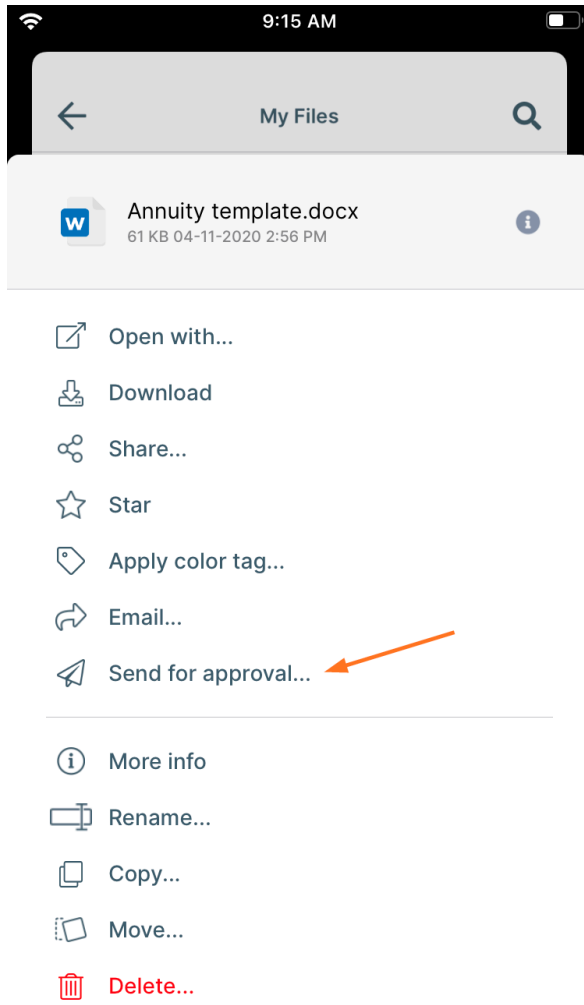 9:15 AM
My Files
W
Annuity template.docx
61 KB 04-11-2020 2:56 PM
Open with...
Download
Share...
Star
Apply color tag...
Email...
Send for approval...
More info
Rename...
Copy...
Move...
Delete...